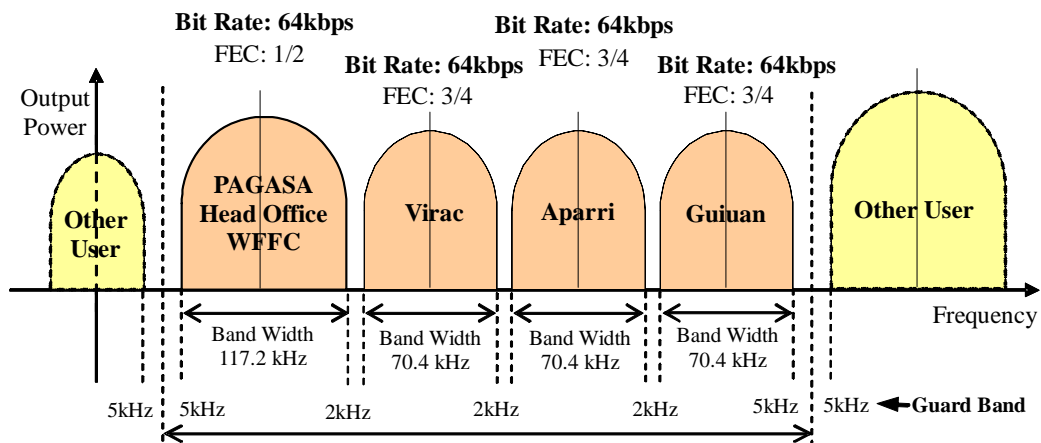 Bit Rate: 64kbps
FEC: 1/2
Bit Rate: 64kbps
FEC: 3/4
Bit Rate: 64kbps
FEC: 3/4
Bit Rate: 64kbps
FEC: 3/4
Output
Power
Other
User
PAGASA
Head Office
WFFC
Virac
Aparri
Guiuan
Other User
Frequency
Band Width
117.2 kHz
Band Width
70.4 kHz
Band Width
70.4 kHz
Band Width
70.4 kHz
5kHz
5kHz
2kHz
2kHz
2kHz
5kHz
5kHz
Guard Band